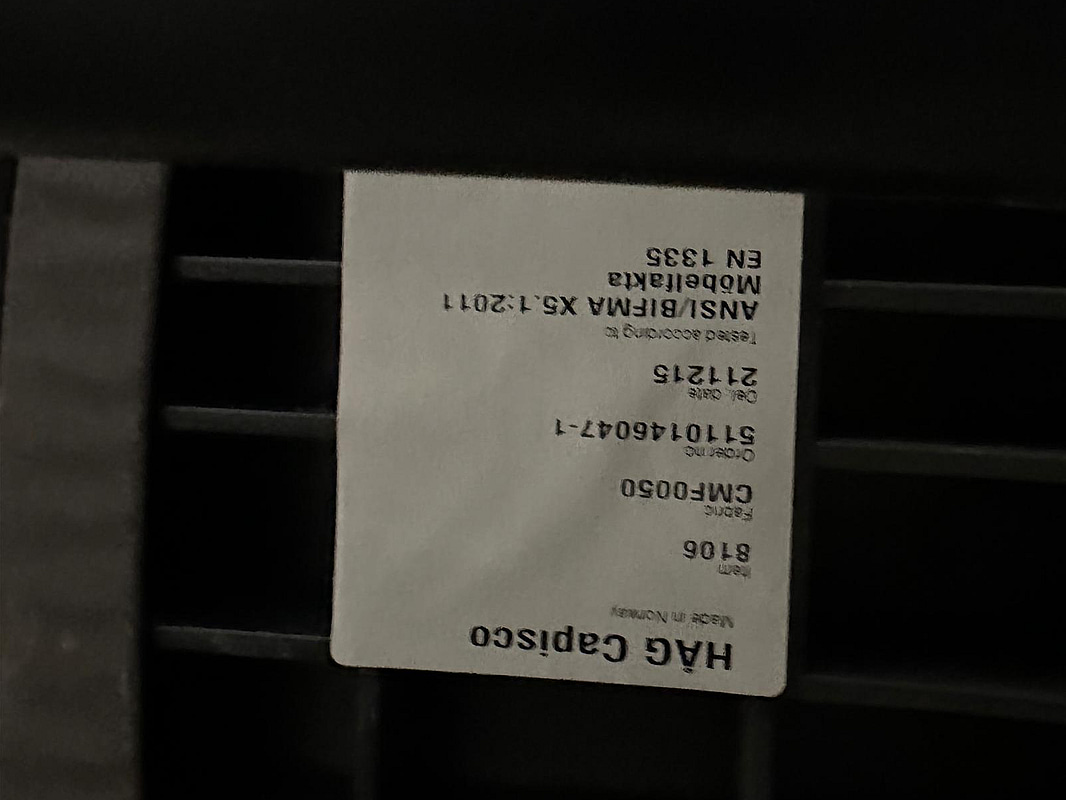 HÅG Capisco
Made in Norway
Item
8106
Fabric
CMF0050
Order no
5110146047-1
Del. date
211215
Tested according to
ANSI/BIFMA X5.1:2011
Möbelfakta
EN 1335